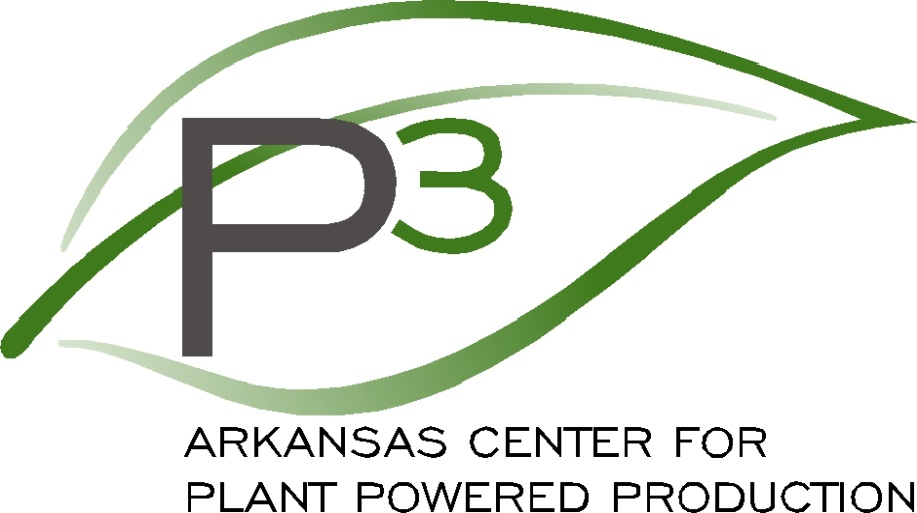 P3
ARKANSAS CENTER FOR
PLANT POWERED PRODUCTION